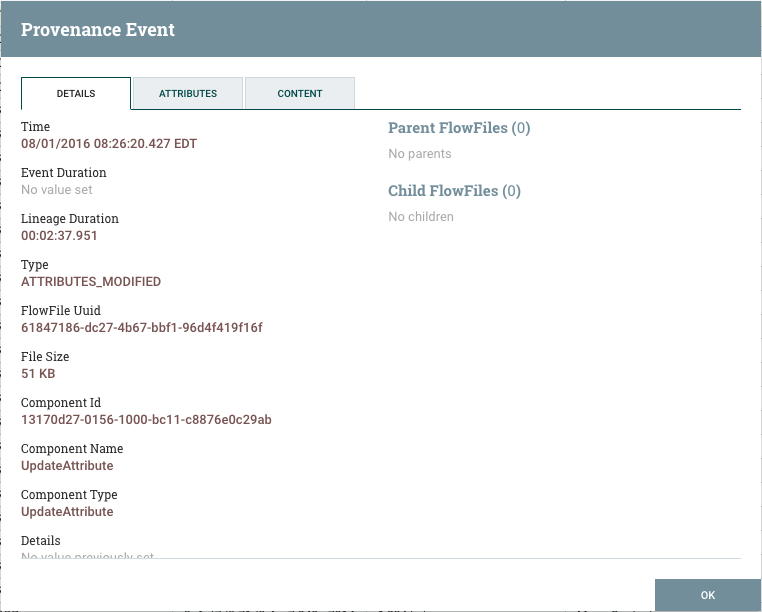 Provenance Event
DETAILS
ATTRIBUTES
CONTENT
Time
08/01/2016 08:26:20.427 EDT
Event Duration
No value set
Lineage Duration
00:02:37.951
Type
ATTRIBUTES_MODIFIED
FlowFile Uuid
61847186-dc27-4b67-bbf1-96d4f419f16f
File Size
51 KB
Component Id
13170d27-0156-1000-bc11-c8876e0c29ab
Component Name
UpdateAttribute
Component Type
UpdateAttribute
Details
No value previously set
Parent FlowFiles (0)
No parents
Child FlowFiles (0)
No children
OK